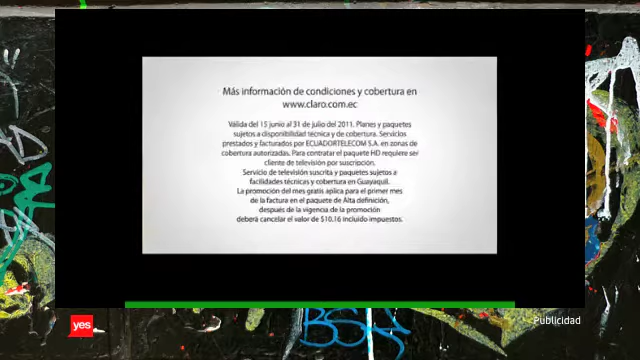 Más información de condiciones y cobertura en
www.claro.com.ec
Válida del 15 junio al 31 de julio del 2011. Planes y paquetes
sujetos a disponibilidad técnica y de cobertura. Servicios
prestados y facturados por ECUADORTELECOM S.A. en zonas de
cobertura autorizadas. Para contratar el paquete HD requiere ser
cliente de televisión por suscripción.
Servicio de televisión suscrita y paquetes sujetos a
facilidades técnicas y cobertura en Guayaquil.
La promoción del mes gratis aplica para el primer mes
de la factura en el paquete de Alta definición,
después de la vigencia de la promoción
deberá cancelar el valor de $10,16 incluido impuestos.
yes
Publicidad